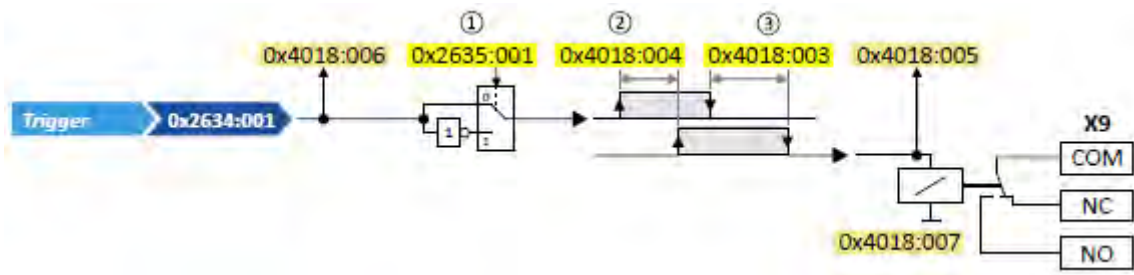 ① ② ③
0x4018:006 0x2635:001 0x4018:004 0x4018:003 0x4018:005
0
Trigger 0x2634:001
1
1
X9
COM
NC
0x4018:007
NO